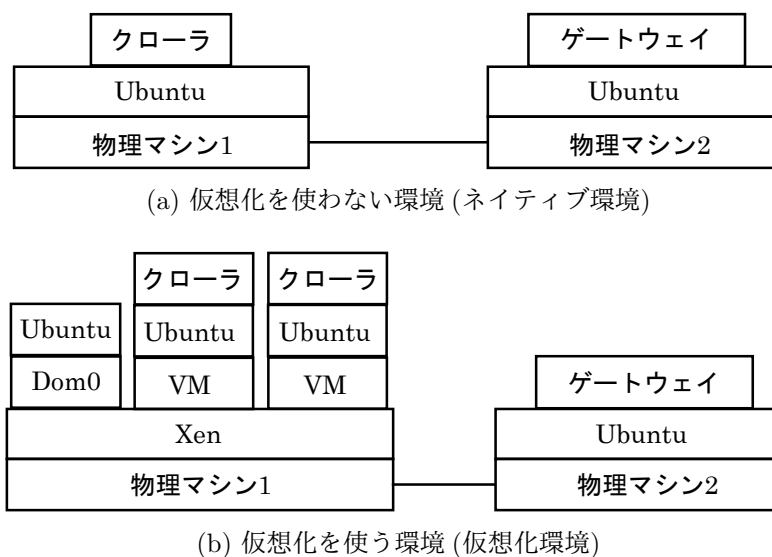 クローラ ゲートウェイ
Ubuntu Ubuntu
物理マシン1 物理マシン2
(a) 仮想化を使わない環境 (ネイティブ環境)
クローラ クローラ
Ubuntu Ubuntu Ubuntu
Dom0 VM VM ゲートウェイ
Xen Ubuntu
物理マシン1 物理マシン2
(b) 仮想化を使う環境 (仮想化環境)